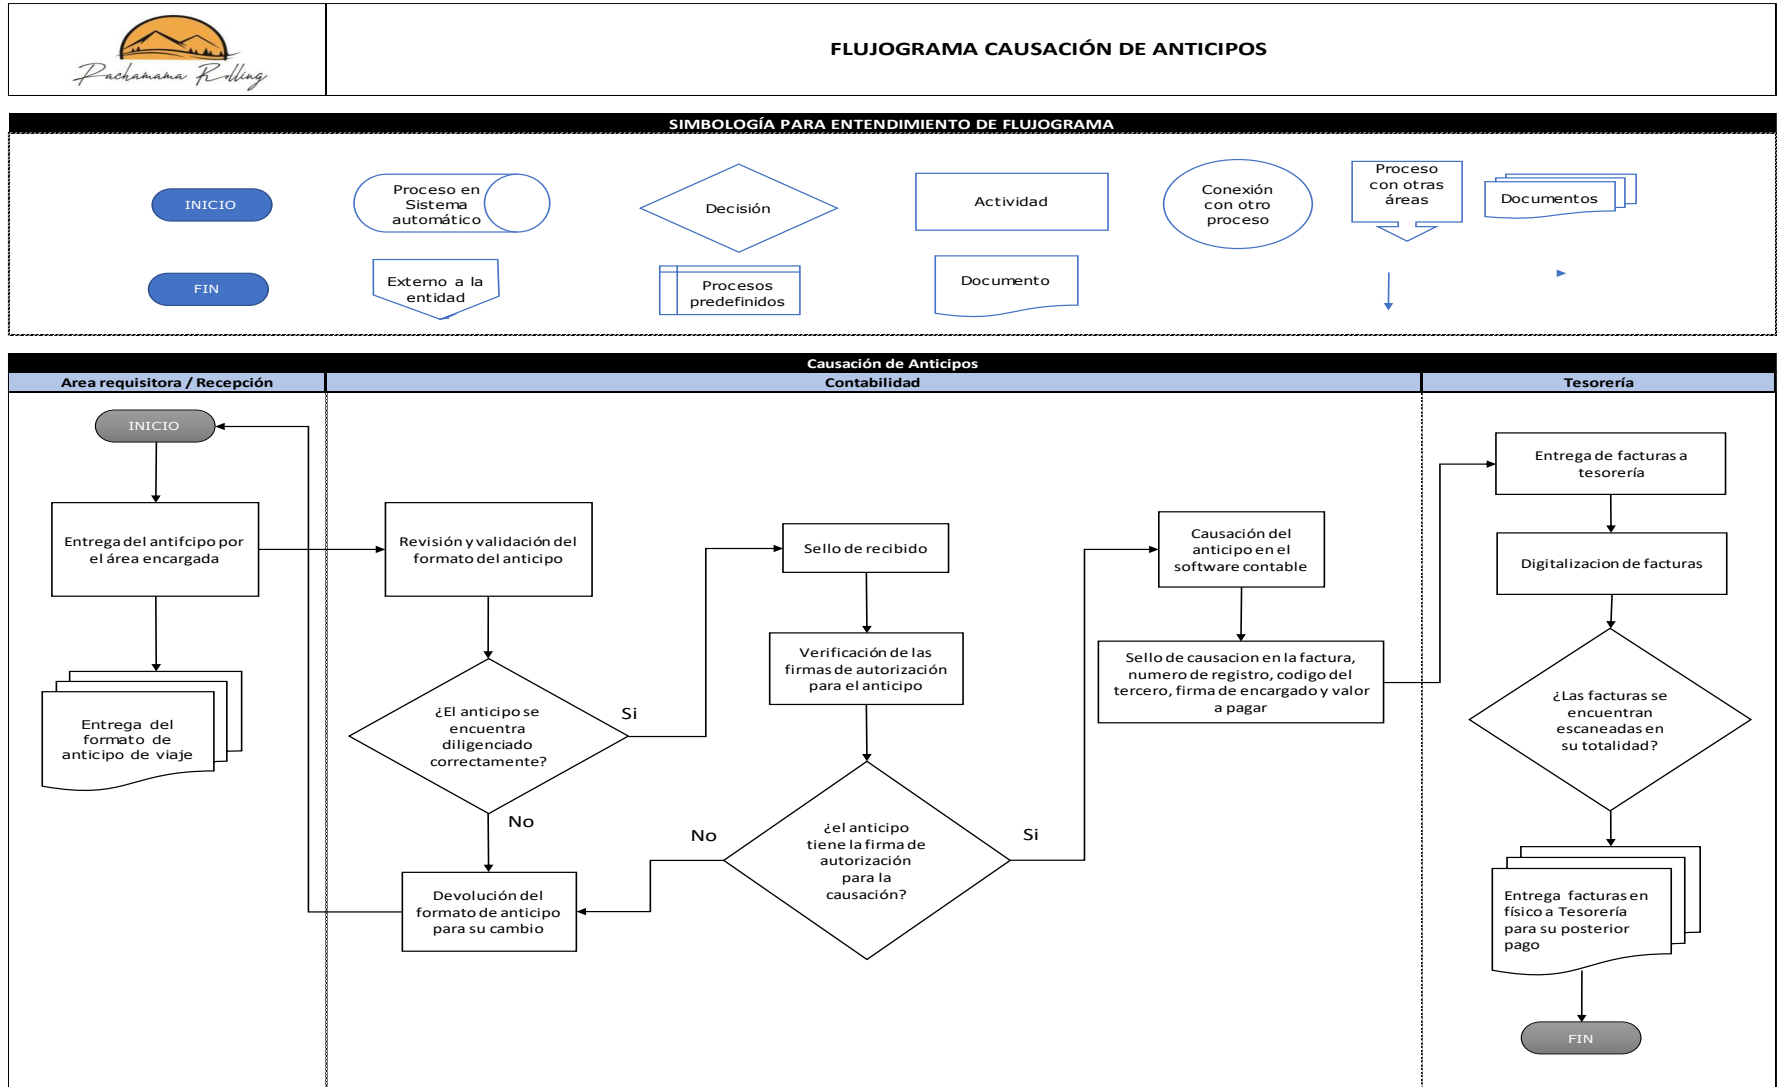 Pachamama Rolling
FLUJOGRAMA CAUSACIÓN DE ANTICIPOS
SIMBOLOGÍA PARA ENTENDIMIENTO DE FLUJOGRAMA
INICIO
Proceso en
Sistema
automático
Decisión
Actividad
Conexión
con otro
proceso
Proceso
con otras
áreas
Documentos
FIN
Externo a la
entidad
Procesos
predefinidos
Documento
Causación de Anticipos
Area requisitora / Recepción
Contabilidad
Tesorería
INICIO
Entrega del antifcipo por
el área encargada
Entrega del
formato de
anticipo de viaje
Revisión y validación del
formato del anticipo
¿El anticipo se
encuentra
diligenciado
correctamente?
Si
No
Devolución del
formato de anticipo
para su cambio
Sello de recibido
Verificación de las
firmas de autorización
para el anticipo
¿el anticipo
tiene la firma de
autorización
para la
causación?
No
Si
Causación del
anticipo en el
software contable
Sello de causacion en la factura,
numero de registro, codigo del
tercero, firma de encargado y valor
a pagar
Entrega de facturas a
tesorería
Digitalizacion de facturas
¿Las facturas se
encuentran
escaneadas en
su totalidad?
Entrega facturas en
físico a Tesorería
para su posterior
pago
FIN